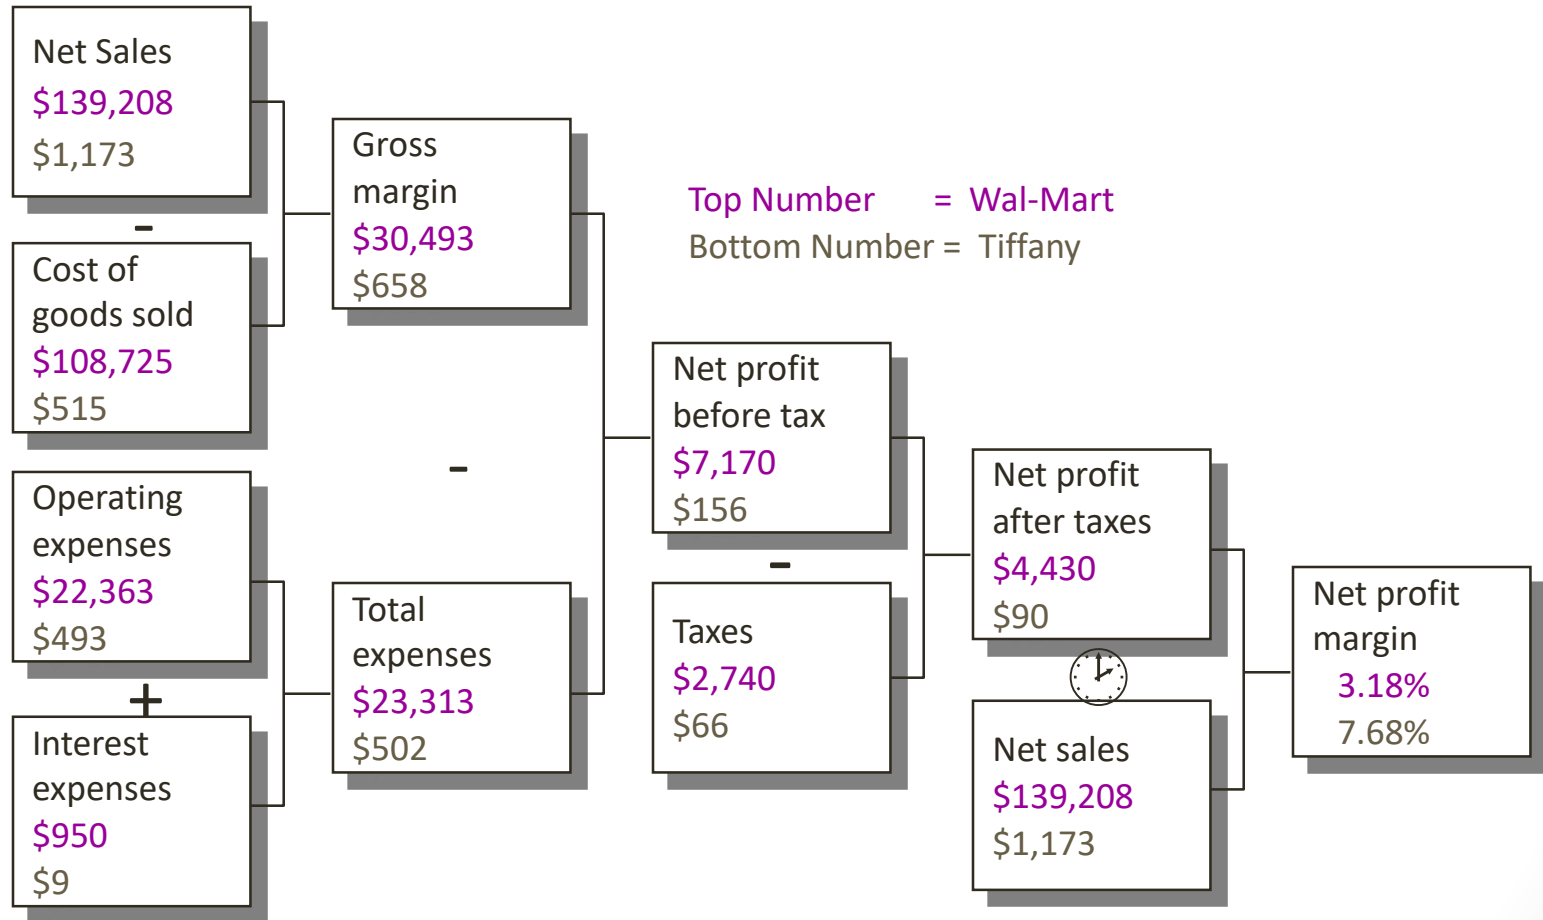 Net Sales
$139,208
$1,173
-
Cost of
goods sold
$108,725
$515
Gross
margin
$30,493
$658
Top Number = Wal-Mart
Bottom Number = Tiffany
Operating
expenses
$22,363
$493
+
Interest
expenses
$950
$9
-
Total
expenses
$23,313
$502
Net profit
before tax
$7,170
$156
-
Taxes
$2,740
$66
Net profit
after taxes
$4,430
$90
Net sales
$139,208
$1,173
Net profit
margin
3.18%
7.68%